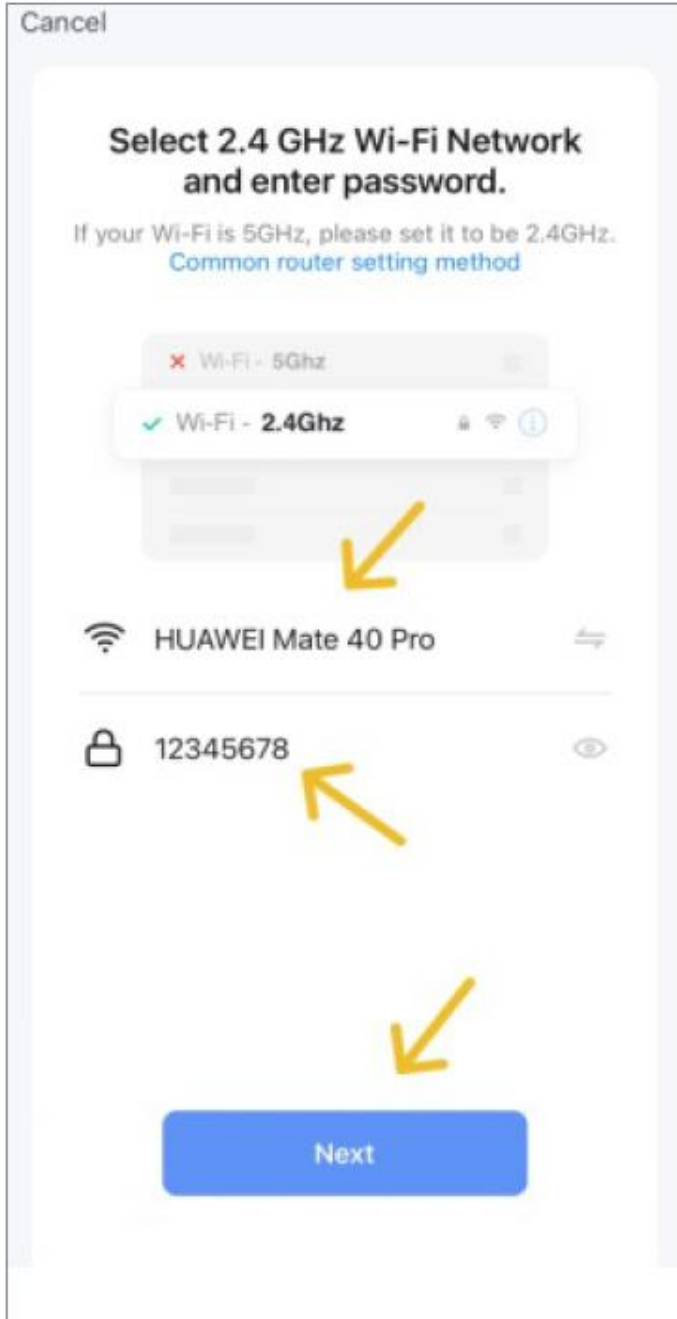 Cancel
Select 2.4 GHz Wi-Fi Network
and enter password.
If your Wi-Fi is 5GHz, please set it to be 2.4GHz.
Common router setting method
Wi-Fi - 5Ghz
Wi-Fi - 2.4Ghz
HUAWEI Mate 40 Pro
12345678
Next